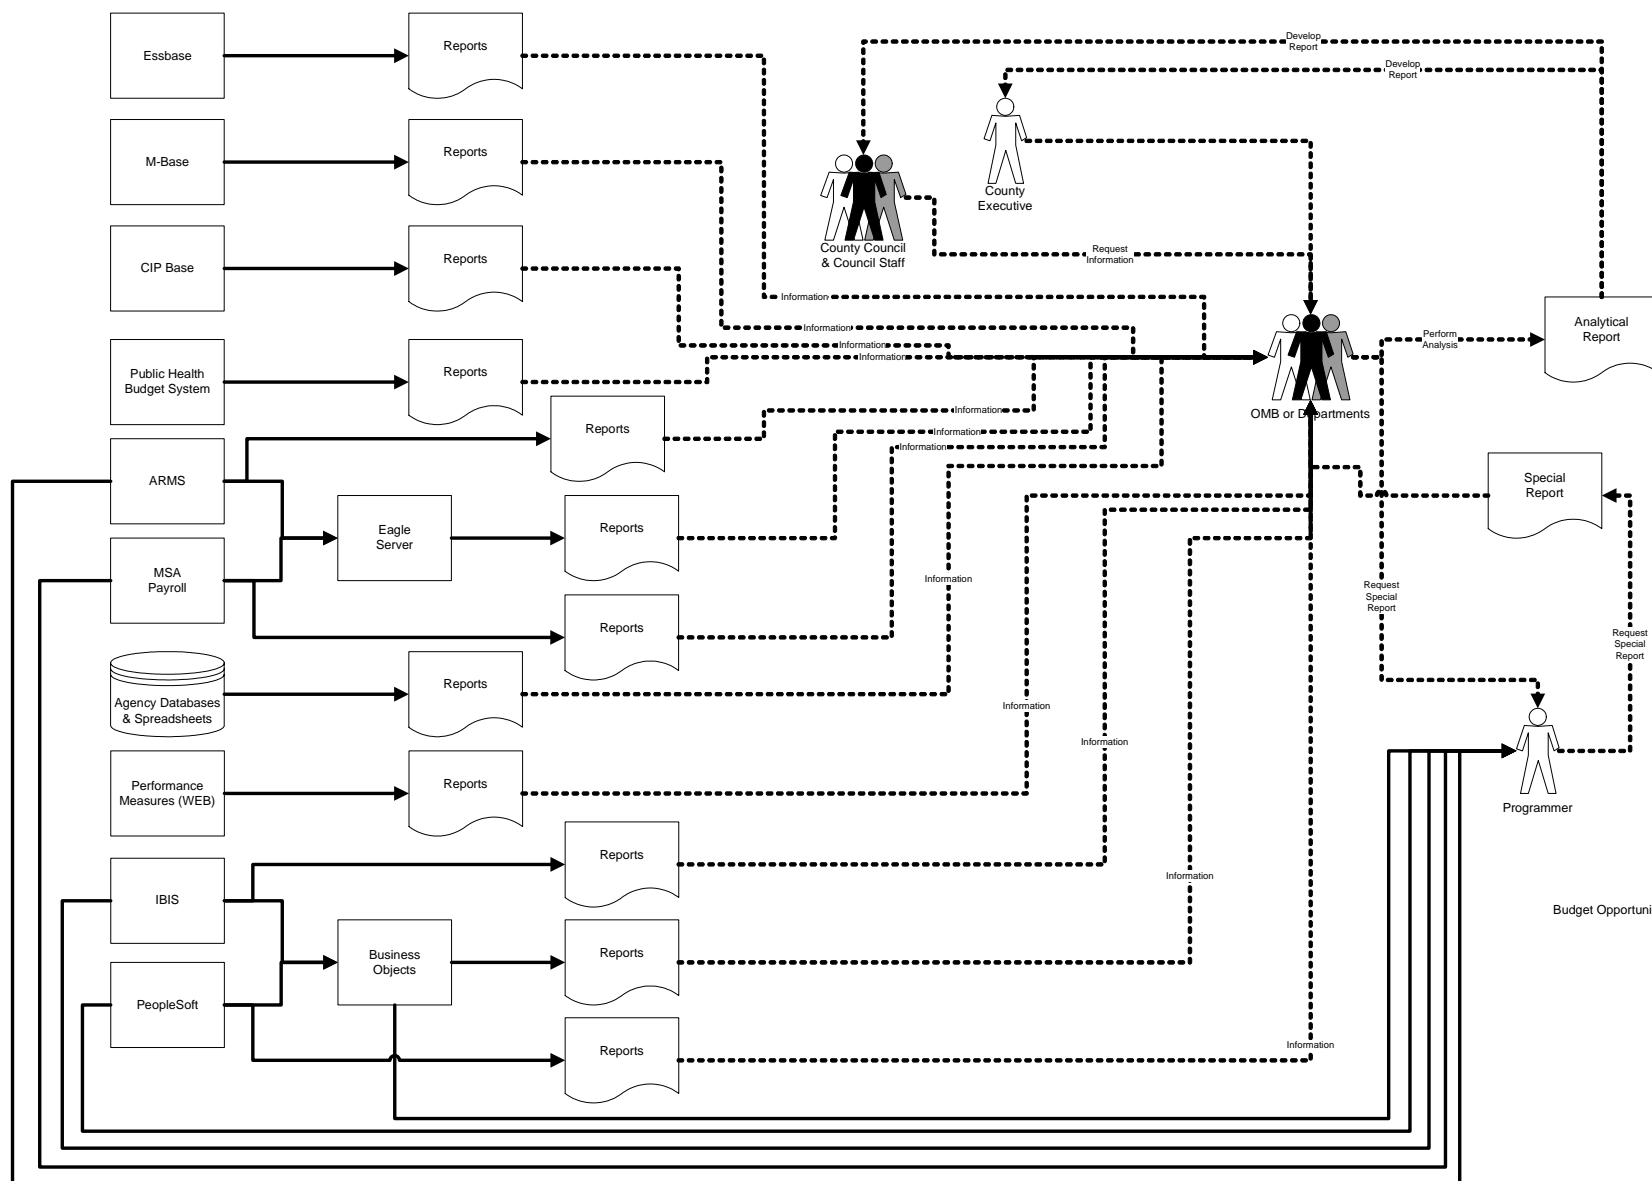 Essbase
Reports
Develop
Report
Develop
Report
M-Base
Reports
County
Executive
CIP Base
Reports
County Council
& Council Staff
Request
Information
Information
Information
Information
Information
Public Health
Budget System
Reports
Perform
Analysis
Analytical
Report
OMB or Departments
Reports
Information
Information
Information
ARMS
Special
Report
Eagle
Server
Reports
MSA
Payroll
Information
Request
Special
Report
Reports
Request
Special
Report
Agency Databases
& Spreadsheets
Reports
Information
Information
Performance
Measures (WEB)
Reports
Programmer
Reports
IBIS
Information
Budget Opportuni
Business
Objects
Reports
PeopleSoft
Reports
Information